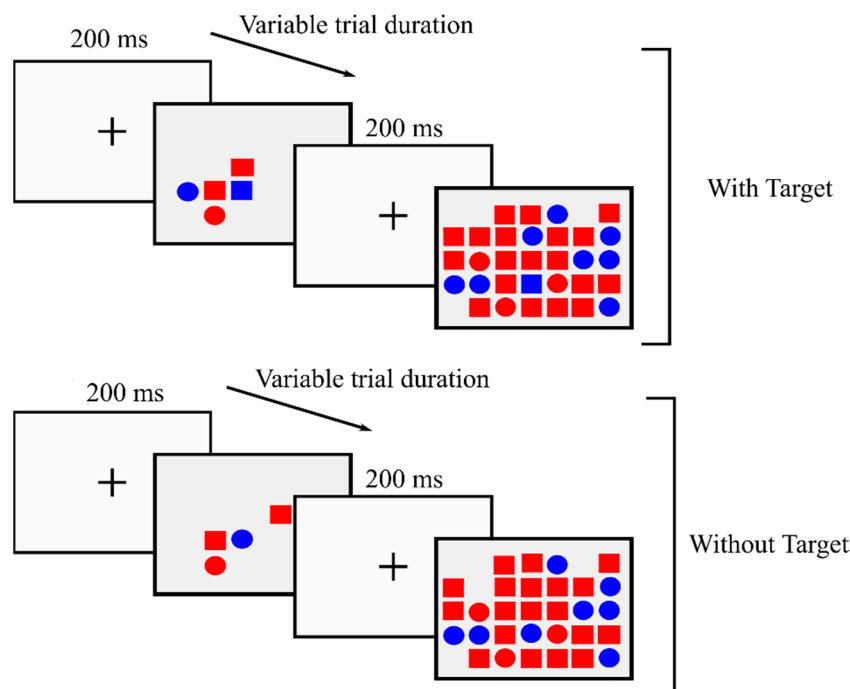 Variable trial duration
200 ms
200 ms
With Target
Variable trial duration
200 ms
200 ms
Without Target